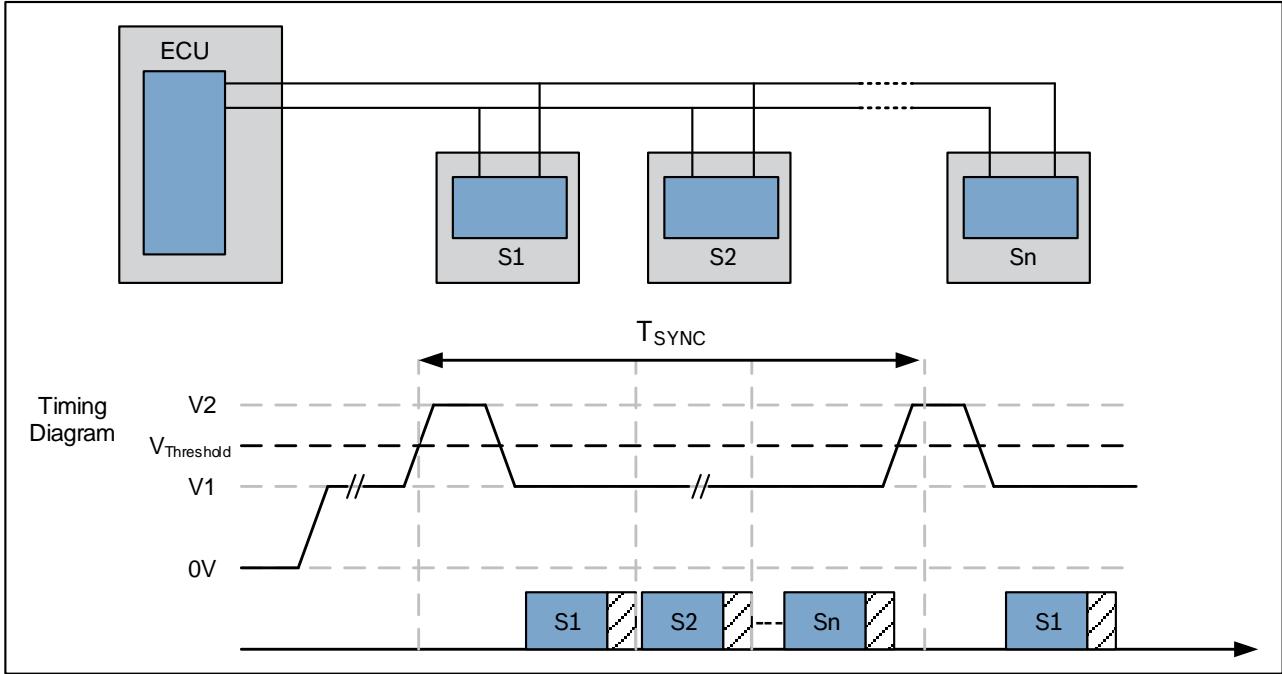 ECU
S1
S2
Sn
TSYNC
Timing
Diagram
V2
VThreshold
V1
0V
S1
S2
Sn
S1